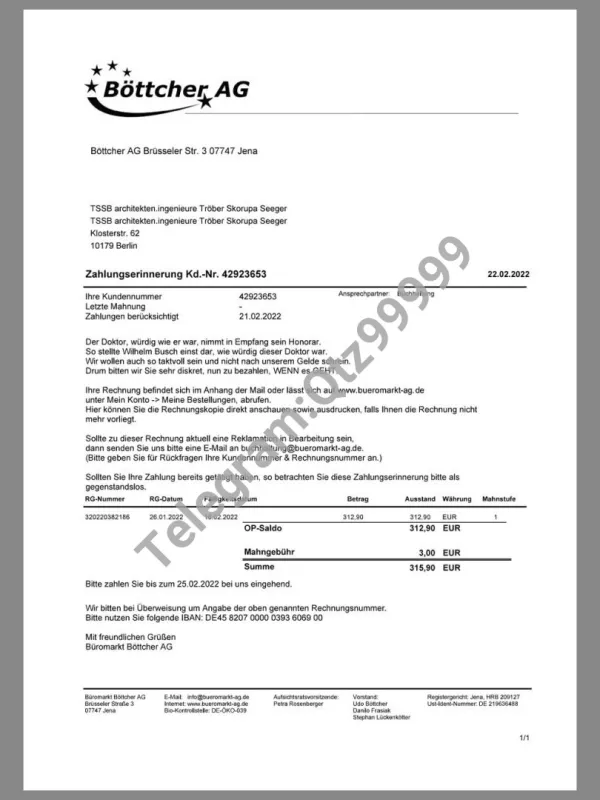 Böttcher AG
Böttcher AG Brüsseler Str. 3 07747 Jena
TSSB architekten.ingenieure Tröber Skorupa Seeger
TSSB architekten.ingenieure Tröber Skorupa Seeger
Klosterstr. 62
10179 Berlin
Zahlungserinnerung Kd.-Nr. 42923653 22.02.2022
Ihre Kundennummer 42923653 Ansprechpartner: Buchhaltung
Letzte Mahnung -
Zahlungen berücksichtigt 21.02.2022
Der Doktor, würdig wie er war, nimmt in Empfang sein Honorar.
So stellte Wilhelm Busch einst dar, wie würdig dieser Doktor war.
Wir wollen auch so taktvoll sein und nicht nach unserem Gelde schrein.
Drum bitten wir Sie sehr diskret, nun zu bezahlen, WENN es GEHT
Ihre Rechnung befindet sich im Anhang der Mail oder lässt sich auf www.bueromarkt-ag.de
unter Mein Konto -> Meine Bestellungen, abrufen.
Hier können Sie die Rechnungskopie direkt anschauen sowie ausdrucken, falls Ihnen die Rechnung nicht
mehr vorliegt.
Sollte zu dieser Rechnung aktuell eine Reklamation in Bearbeitung sein,
dann senden Sie uns bitte eine E-Mail an buchhaltung@bueromarkt-ag.de.
(Bitte geben Sie für Rückfragen Ihre Kundennummer & Rechnungsnummer an.)
Sollten Sie Ihre Zahlung bereits getätigt haben, so betrachten Sie diese Zahlungserinnerung bitte als
gegenstandslos.
RG-Nummer RG-Datum Fälligkeitsdatum Betrag Ausstand Währung Mahnstufe
320220382186 26.01.2022 16.02.2022 312,90 312,90 EUR 1
OP-Saldo 312,90 EUR
Mahngebühr 3,00 EUR
Summe 315,90 EUR
Bitte zahlen Sie bis zum 25.02.2022 bei uns eingehend.
Wir bitten bei Überweisung um Angabe der oben genannten Rechnungsnummer.
Bitte nutzen Sie folgende IBAN: DE45 8207 0000 0393 6069 00
Mit freundlichen Grüßen
Büromarkt Böttcher AG
Büromarkt Böttcher AG E-Mail: info@bueromarkt-ag.de Aufsichtsratsvorsitzende: Vorstand: Registergericht: Jena, HRB 209127
Brüsseler Straße 3 Internet: www.bueromarkt-ag.de Petra Rosenberger Udo Böttcher Ust-Ident-Nummer: DE 219636488
07747 Jena Bio-Kontrollstelle: DE-ÖKO-039 Danilo Frasiak
Stephan Lückenkötter
1/1
Telegram:Qtz99999